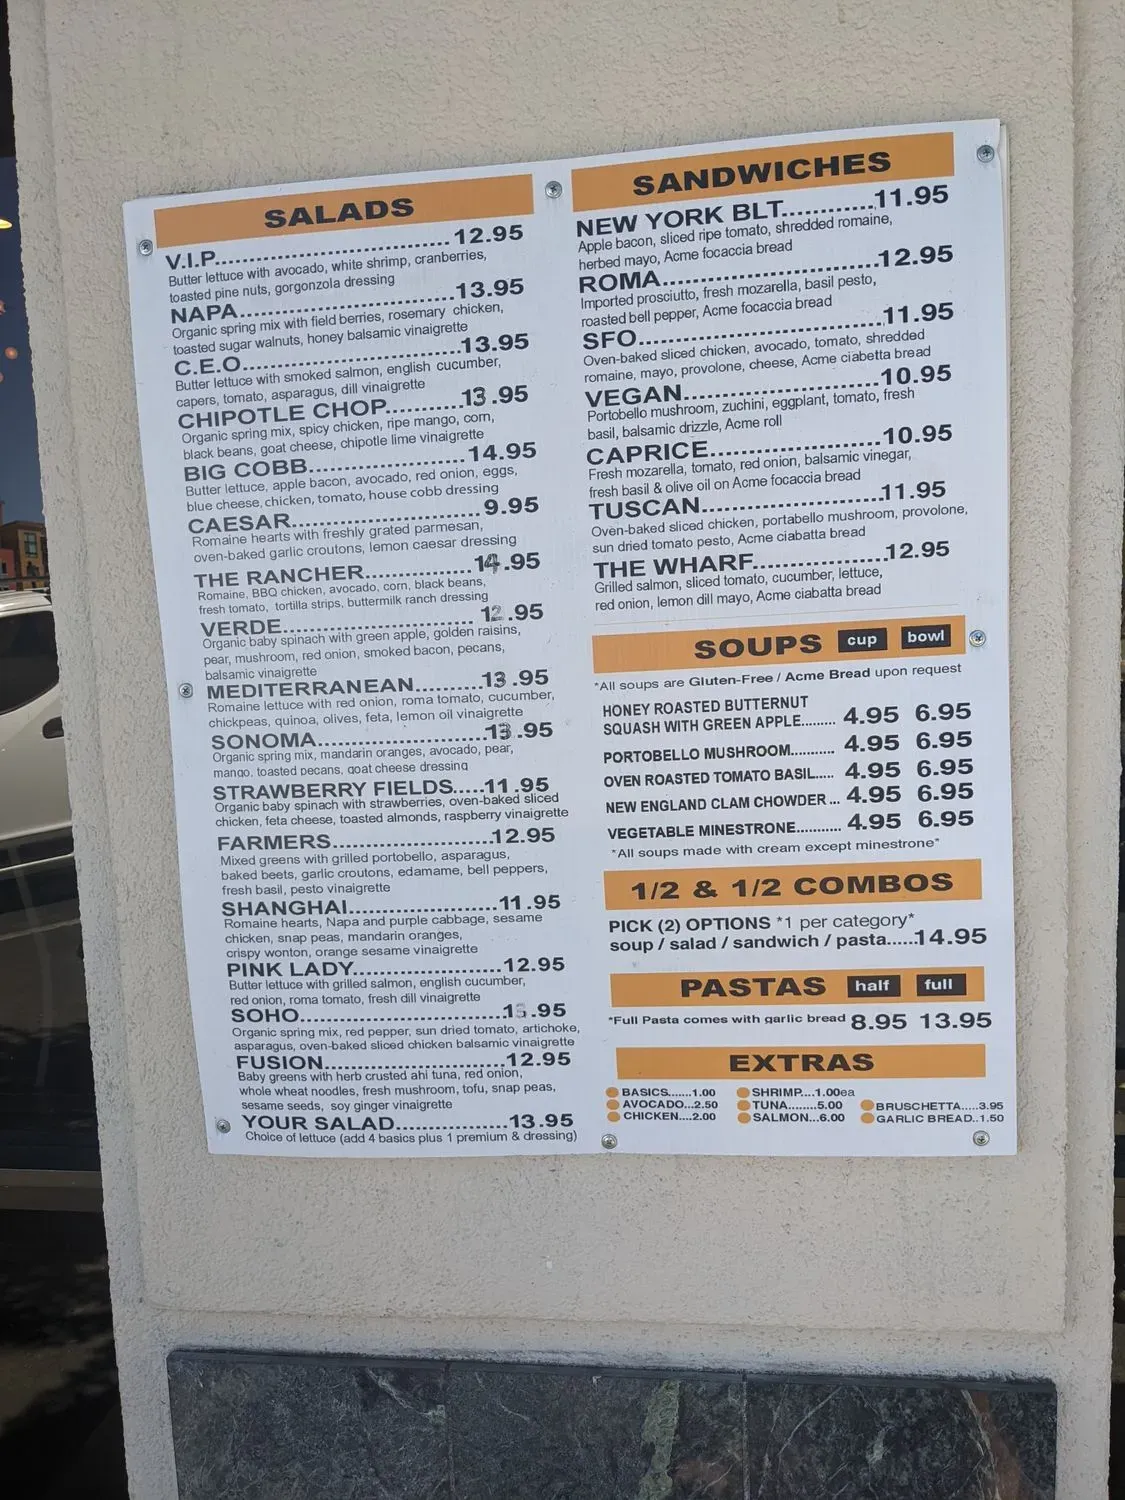 SALADS
V.I.P..............................12.95
Butter lettuce with avocado, white shrimp, cranberries,
toasted pine nuts, gorgonzola dressing
NAPA..............................13.95
Organic spring mix with field berries, rosemary chicken,
toasted sugar walnuts, honey balsamic vinaigrette
C.E.O..............................13.95
Butter lettuce with smoked salmon, english cucumber,
capers, tomato, asparagus, dill vinaigrette
CHIPOTLE CHOP...........13.95
Organic spring mix, spicy chicken, ripe mango, corn,
black beans, goat cheese, chipotle lime vinaigrette
BIG COBB.......................14.95
Butter lettuce, apple bacon, avocado, red onion, eggs,
blue cheese, chicken, tomato, house cobb dressing
CAESAR...........................9.95
Romaine hearts with freshly grated parmesan,
oven-baked garlic croutons, lemon caesar dressing
THE RANCHER...............14.95
Romaine, BBQ chicken, avocado, corn, black beans,
fresh tomato, tortilla strips, buttermilk ranch dressing
VERDE............................12.95
Organic baby spinach with green apple, golden raisins,
pear, mushroom, red onion, smoked bacon, pecans,
balsamic vinaigrette
MEDITERRANEAN..........13.95
Romaine lettuce with red onion, roma tomato, cucumber,
chickpeas, quinoa, olives, feta, lemon oil vinaigrette
SONOMA.........................13.95
Organic spring mix, mandarin oranges, avocado, pear,
mango, toasted pecans, goat cheese dressing
STRAWBERRY FIELDS.....11.95
Organic baby spinach with strawberries, oven-baked sliced
chicken, feta cheese, toasted almonds, raspberry vinaigrette
FARMERS........................12.95
Mixed greens with grilled portobello, asparagus,
baked beets, garlic croutons, edamame, bell peppers,
fresh basil, pesto vinaigrette
SHANGHAI......................11.95
Romaine hearts, Napa and purple cabbage, sesame
chicken, snap peas, mandarin oranges,
crispy wonton, orange sesame vinaigrette
PINK LADY......................12.95
Butter lettuce with grilled salmon, english cucumber,
red onion, roma tomato, fresh dill vinaigrette
SOHO..............................
Organic spring mix, red pepper, sun dried tomato, artichoke,
asparagus, oven-baked sliced chicken balsamic vinaigrette
FUSION...........................12.95
Baby greens with herb crusted ahi tuna, red onion,
whole wheat noodles, fresh mushroom, tofu, snap peas,
sesame seeds, soy ginger vinaigrette
YOUR SALAD.................13.95
Choice of lettuce (add 4 basics plus 1 premium & dressing)
SANDWICHES
NEW YORK BLT............11.95
Apple bacon, sliced ripe tomato, shredded romaine,
herbed mayo, Acme focaccia bread
ROMA............................12.95
Imported prosciutto, fresh mozarella, basil pesto,
roasted bell pepper, Acme focaccia bread
SFO................................11.95
Oven-baked sliced chicken, avocado, tomato, shredded
romaine, mayo, provolone, cheese, Acme ciabetta bread
VEGAN.........................10.95
Portobello mushroom, zuchini, eggplant, tomato, fresh
basil, balsamic drizzle, Acme roll
CAPRICE......................10.95
Fresh mozarella, tomato, red onion, balsamic vinegar,
fresh basil & olive oil on Acme focaccia bread
TUSCAN.......................11.95
Oven-baked sliced chicken, portabello mushroom, provolone,
sun dried tomato pesto, Acme ciabatta bread
THE WHARF.................12.95
Grilled salmon, sliced tomato, cucumber, lettuce,
red onion, lemon dill mayo, Acme ciabatta bread
SOUPS cup bowl
*All soups are Gluten-Free / Acme Bread upon request
HONEY ROASTED BUTTERNUT
SQUASH WITH GREEN APPLE......... 4.95 6.95
PORTOBELLO MUSHROOM........... 4.95 6.95
OVEN ROASTED TOMATO BASIL..... 4.95 6.95
NEW ENGLAND CLAM CHOWDER ... 4.95 6.95
VEGETABLE MINESTRONE........... 4.95 6.95
*All soups made with cream except minestrone*
1/2 & 1/2 COMBOS
PICK (2) OPTIONS *1 per category*
soup / salad / sandwich / pasta......14.95
PASTAS half full
*Full Pasta comes with garlic bread 8.95 13.95
EXTRAS
BASICS.......1.00
AVOCADO...2.50
CHICKEN....2.00
SHRIMP....1.00ea
TUNA........5.00
SALMON...6.00
BRUSCHETTA.....3.95
GARLIC BREAD..1.50